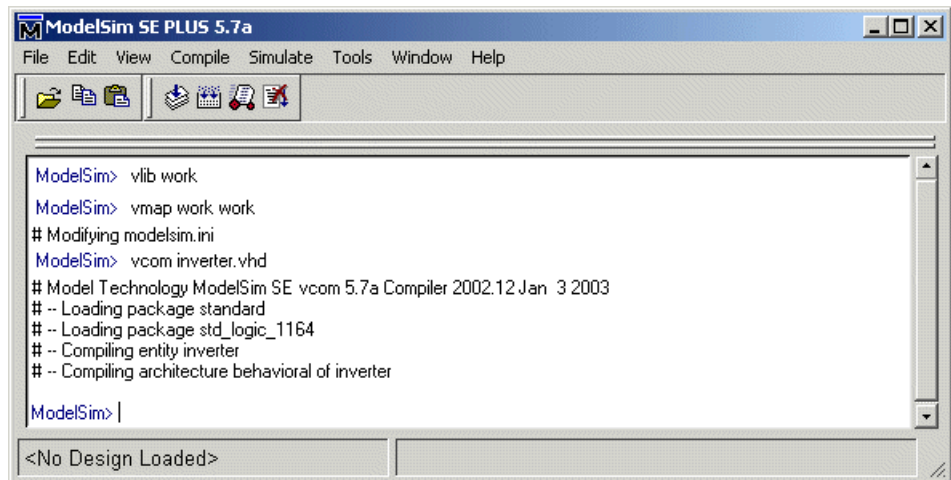 ModelSim SE PLUS 5.7a
File Edit View Compile Simulate Tools Window Help
ModelSim> vlib work
ModelSim> vmap work work
# Modifying modelsim.ini
ModelSim> vcom inverter.vhd
# Model Technology ModelSim SE vcom 5.7a Compiler 2002.12 Jan 3 2003
# -- Loading package standard
# -- Loading package std_logic_1164
# -- Compiling entity inverter
# -- Compiling architecture behavioral of inverter
ModelSim>
<No Design Loaded>